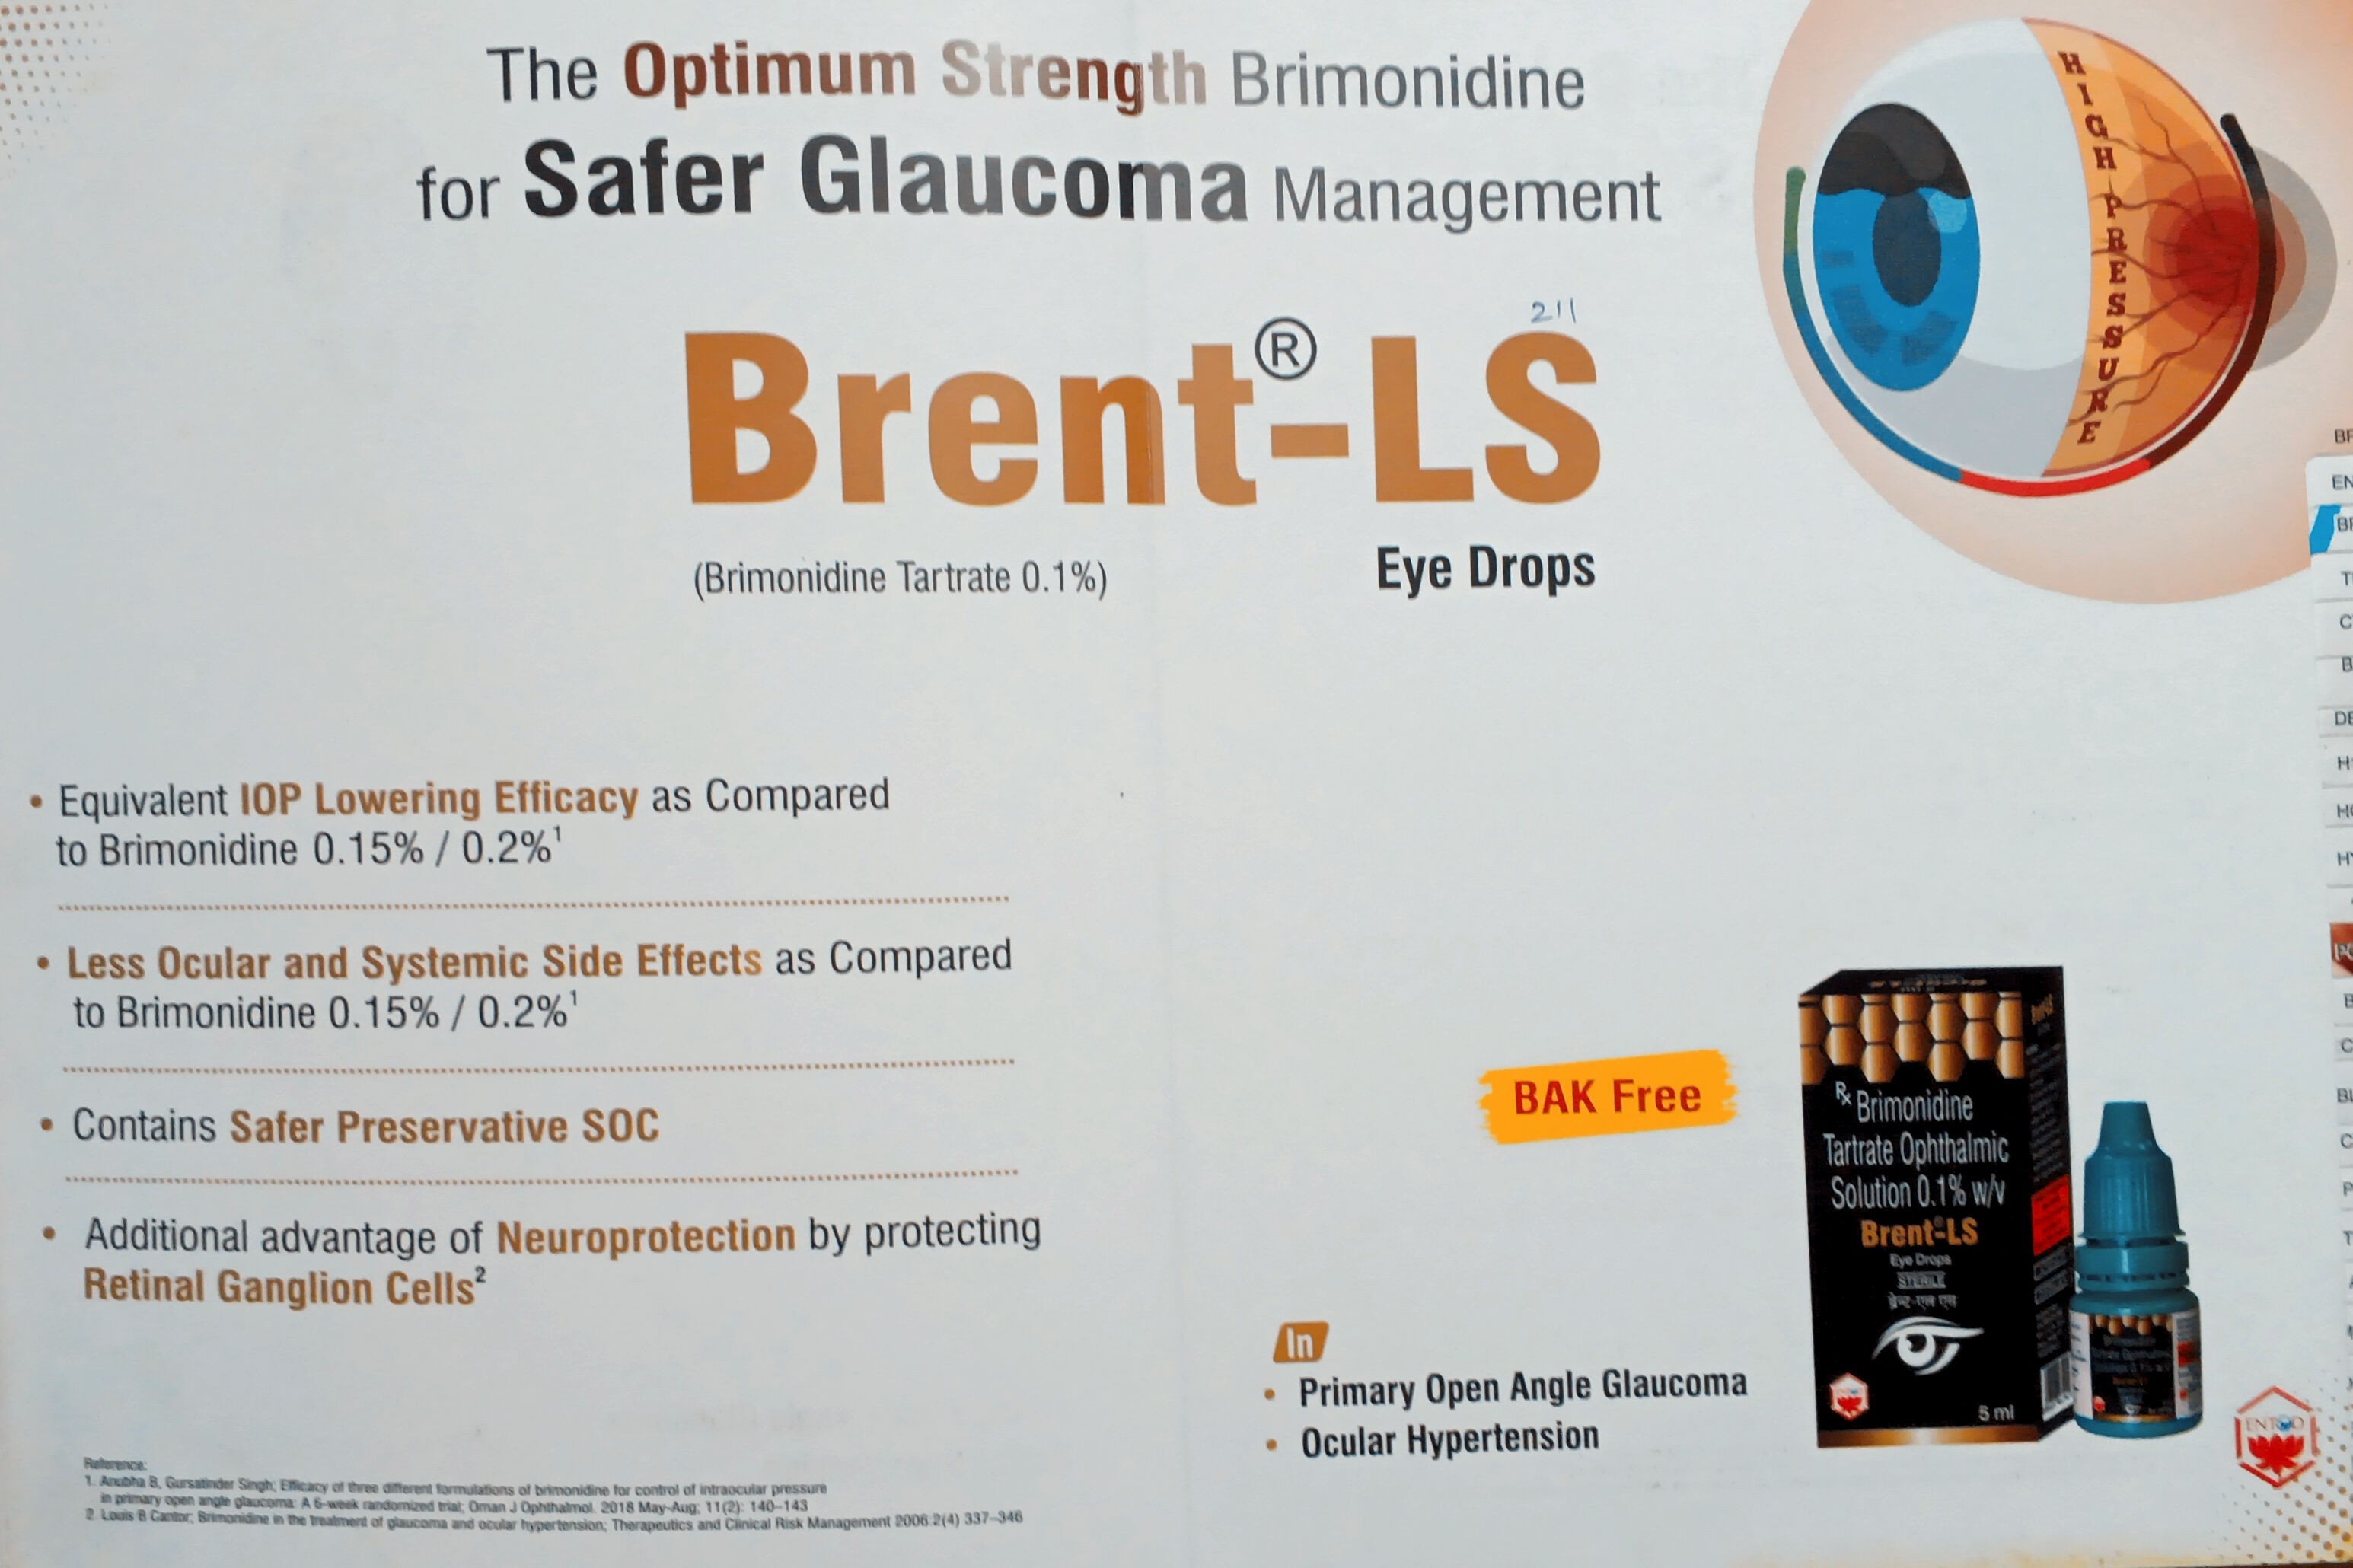 The Optimum Strength Brimonidine
for Safer Glaucoma Management
HIGH PRESSURE
211
Brent®-LS
(Brimonidine Tartrate 0.1%)
Eye Drops
• Equivalent IOP Lowering Efficacy as Compared
to Brimonidine 0.15% / 0.2%¹
• Less Ocular and Systemic Side Effects as Compared
to Brimonidine 0.15% / 0.2%¹
• Contains Safer Preservative SOC
• Additional advantage of Neuroprotection by protecting
Retinal Ganglion Cells²
BAK Free
In
• Primary Open Angle Glaucoma
• Ocular Hypertension
Rx Brimonidine
Tartrate Ophthalmic
Solution 0.1% w/v
Brent®-LS
Eye Drops
STERILE
ब्रेन्ट-एल एस
5 ml
ENTOD
Reference:
1. Anubha B, Gursatinder Singh; Efficacy of three different formulations of brimonidine for control of intraocular pressure
in primary open angle glaucoma: A 6-week randomized trial; Oman J Ophthalmol. 2018 May-Aug; 11(2): 140–143
2. Louis B Cantor; Brimonidine in the treatment of glaucoma and ocular hypertension; Therapeutics and Clinical Risk Management 2006:2(4) 337–346